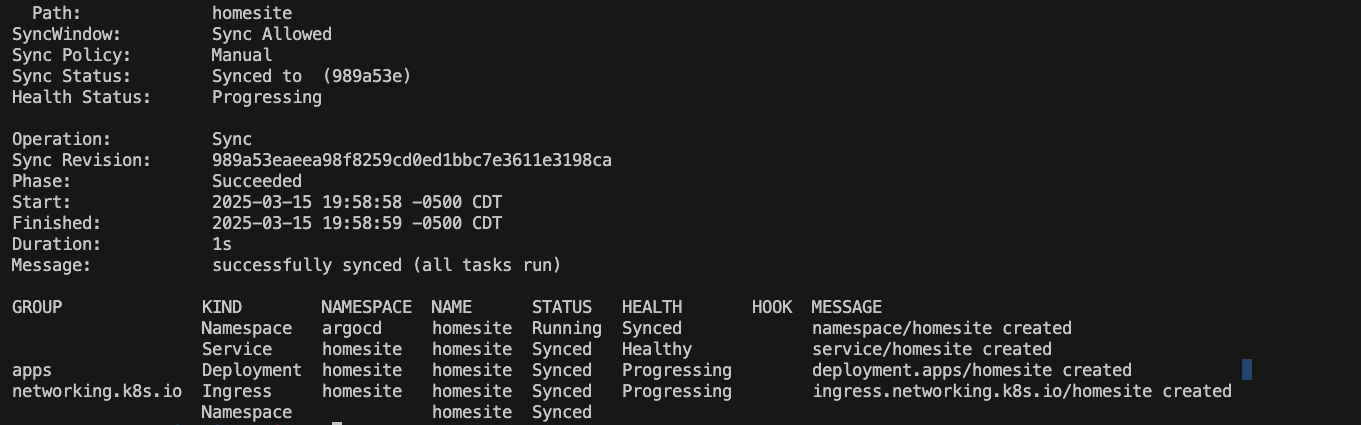 Path: homesite
SyncWindow: Sync Allowed
Sync Policy: Manual
Sync Status: Synced to (989a53e)
Health Status: Progressing
Operation: Sync
Sync Revision: 989a53eaeea98f8259cd0ed1bbc7e3611e3198ca
Phase: Succeeded
Start: 2025-03-15 19:58:58 -0500 CDT
Finished: 2025-03-15 19:58:59 -0500 CDT
Duration: 1s
Message: successfully synced (all tasks run)
GROUP KIND NAMESPACE NAME STATUS HEALTH HOOK MESSAGE
Namespace argocd homesite Running Synced namespace/homesite created
Service homesite homesite Synced Healthy service/homesite created
apps Deployment homesite homesite Synced Progressing deployment.apps/homesite created
networking.k8s.io Ingress homesite homesite Synced Progressing ingress.networking.k8s.io/homesite created
Namespace homesite Synced